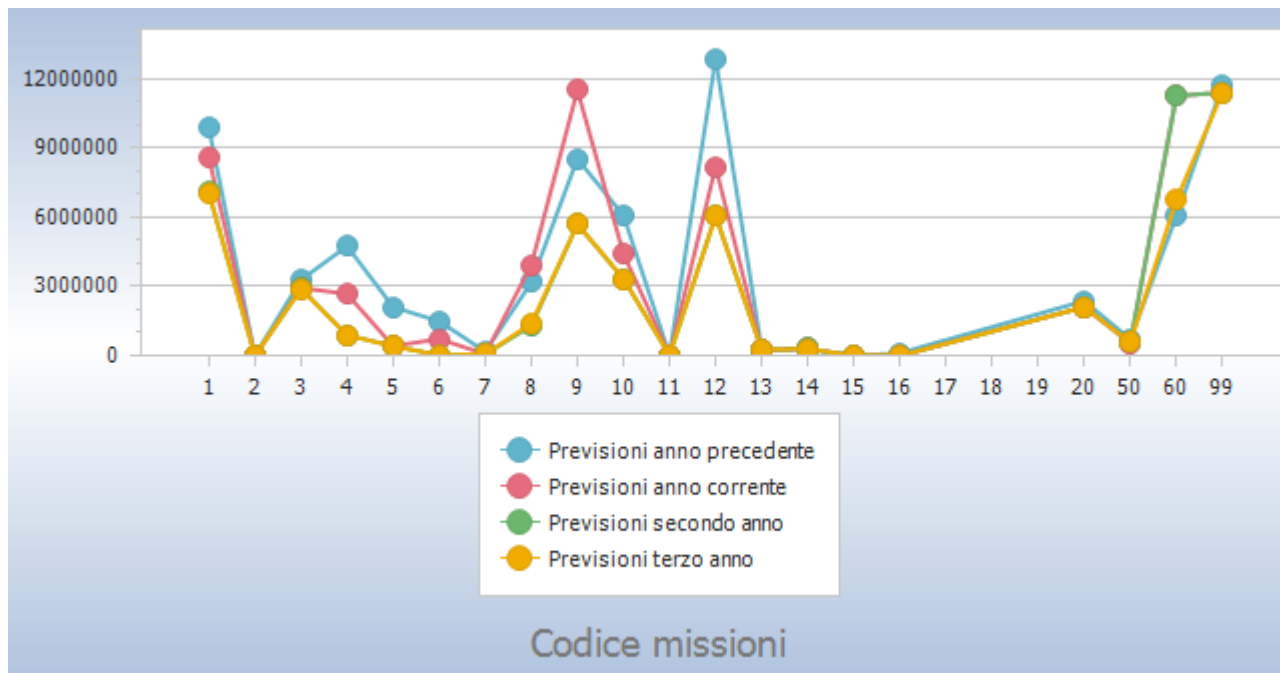 12000000
9000000
6000000
3000000
0
1 2 3 4 5 6 7 8 9 10 11 12 13 14 15 16 17 18 19 20 50 60 99
Previsioni anno precedente
Previsioni anno corrente
Previsioni secondo anno
Previsioni terzo anno
Codice missioni